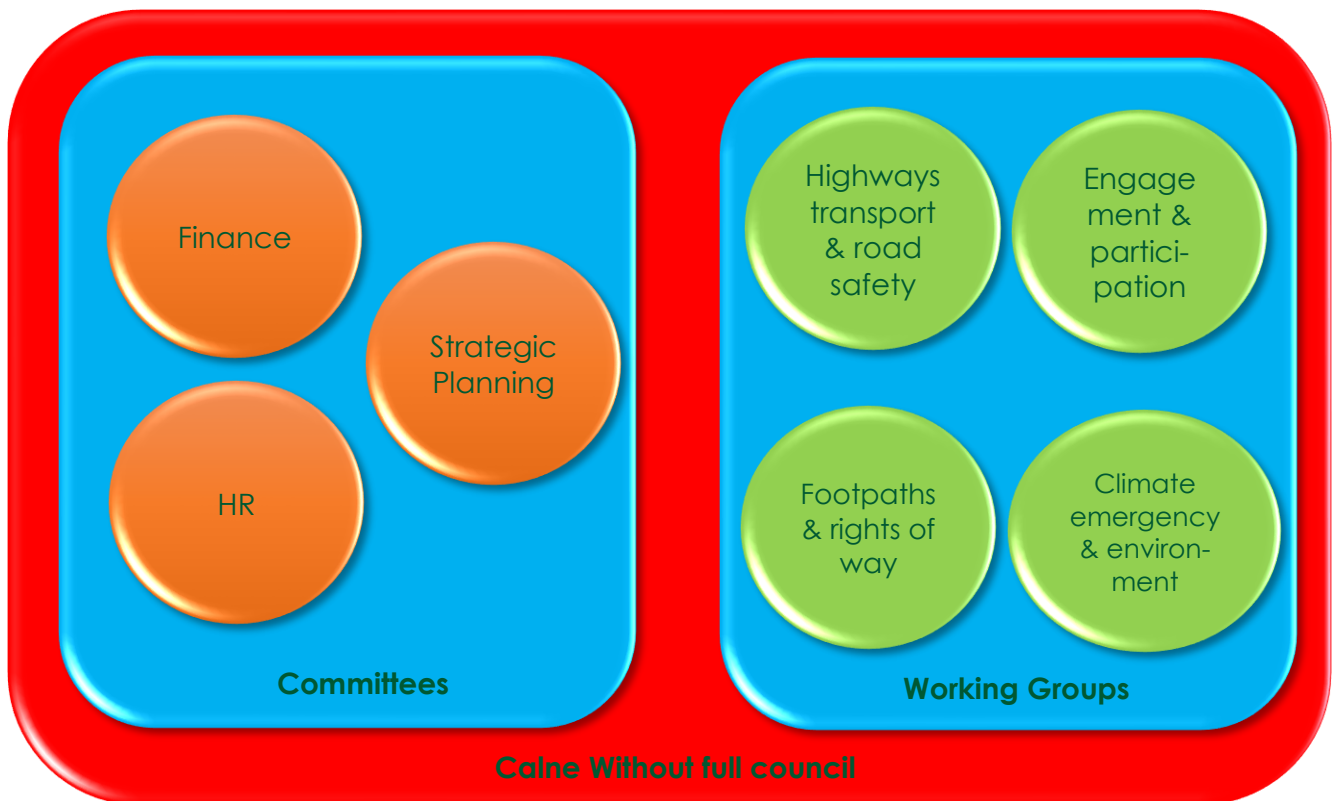 Finance
Strategic
Planning
HR
Committees
Highways
transport
& road
safety
Engage
ment &
partici-
pation
Footpaths
& rights of
way
Climate
emergency
& environ-
ment
Working Groups
Calne Without full council